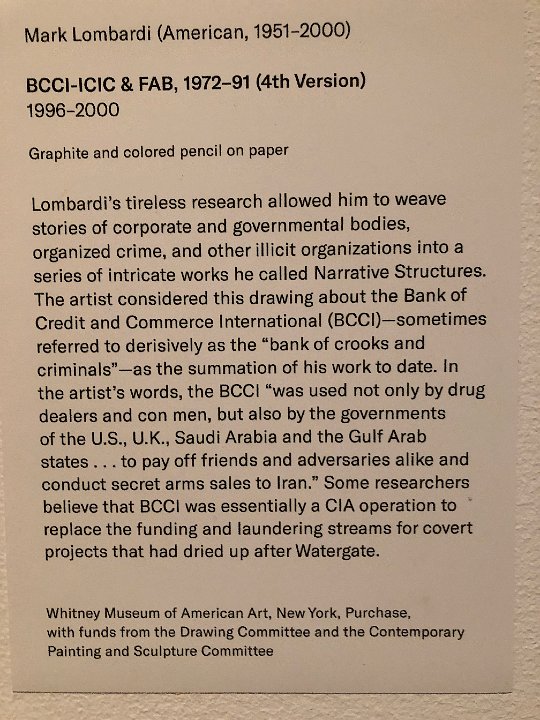 Mark Lombardi (American, 1951–2000)
BCCI-ICIC & FAB, 1972–91 (4th Version)
1996–2000
Graphite and colored pencil on paper
Lombardi's tireless research allowed him to weave
stories of corporate and governmental bodies,
organized crime, and other illicit organizations into a
series of intricate works he called Narrative Structures.
The artist considered this drawing about the Bank of
Credit and Commerce International (BCCI)—sometimes
referred to derisively as the “bank of crooks and
criminals”—as the summation of his work to date. In
the artist's words, the BCCI “was used not only by drug
dealers and con men, but also by the governments
of the U.S., U.K., Saudi Arabia and the Gulf Arab
states . . . to pay off friends and adversaries alike and
conduct secret arms sales to Iran.” Some researchers
believe that BCCI was essentially a CIA operation to
replace the funding and laundering streams for covert
projects that had dried up after Watergate.
Whitney Museum of American Art, New York, Purchase,
with funds from the Drawing Committee and the Contemporary
Painting and Sculpture Committee